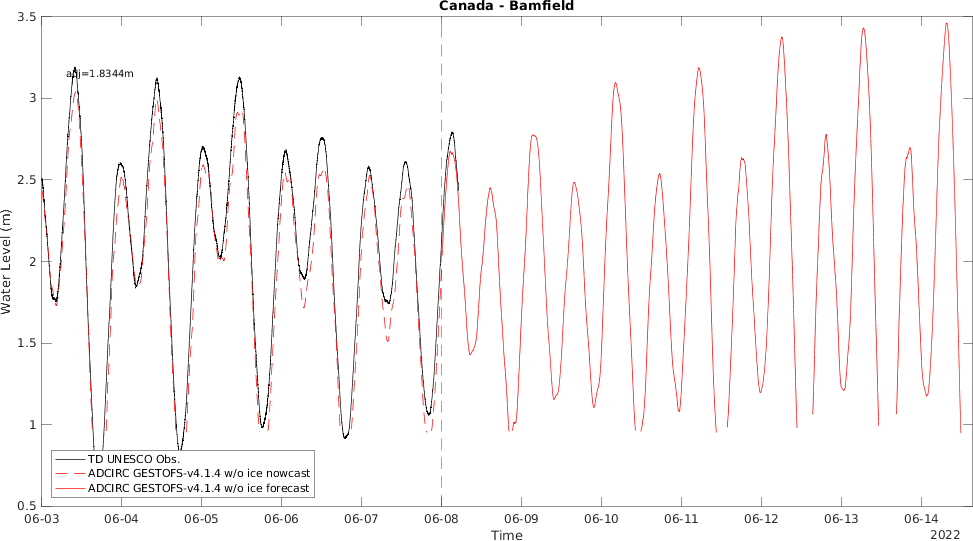 Canada - Bamfield
3.5
3
2.5
2
1.5
1
0.5
Water Level (m)
adj=1.8344m
TD UNESCO Obs.
ADCIRC GESTOFS-v4.1.4 w/o ice nowcast
ADCIRC GESTOFS-v4.1.4 w/o ice forecast
06-03 06-04 06-05 06-06 06-07 06-08 06-09 06-10 06-11 06-12 06-13 06-14
2022
Time